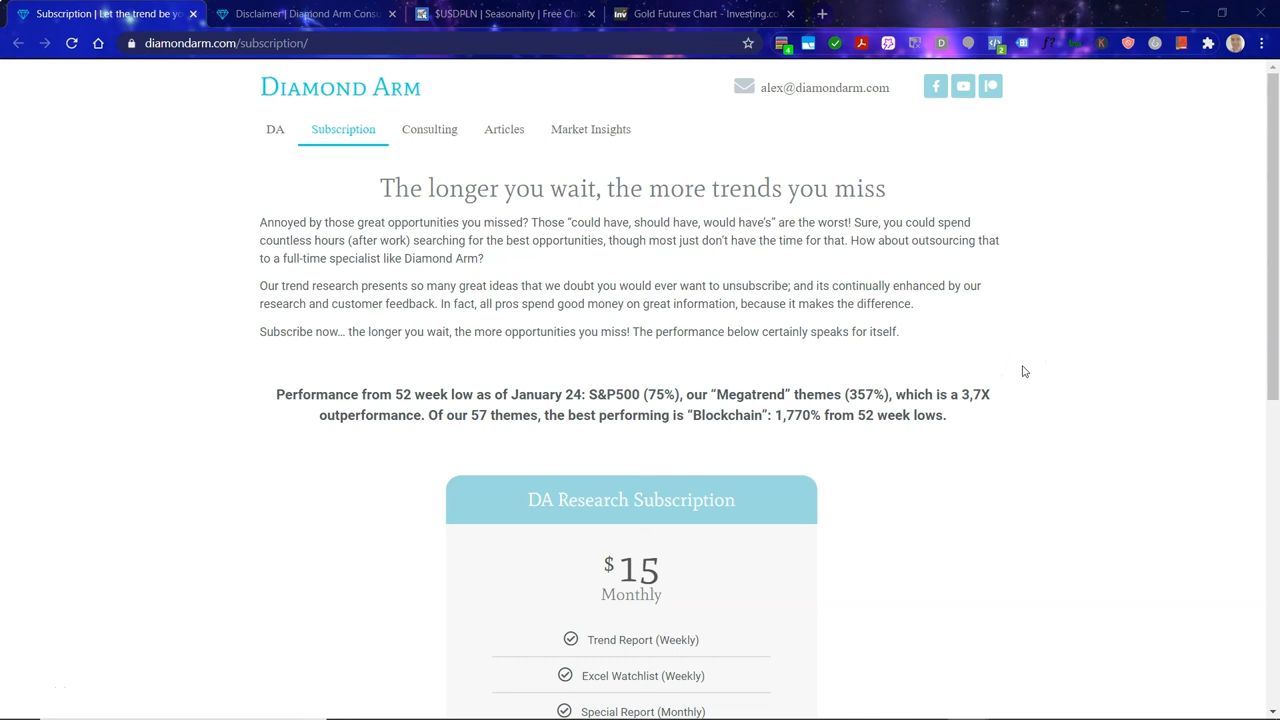 Subscription | Let the trend be yo
Disclaimer | Diamond Arm Consu
$USDPLN | Seasonality | Free Cha
Gold Futures Chart - Investing.co
diamondarm.com/subscription/
DIAMOND ARM
alex@diamondarm.com
DA
Subscription
Consulting
Articles
Market Insights
The longer you wait, the more trends you miss
Annoyed by those great opportunities you missed? Those “could have, should have, would have's” are the worst! Sure, you could spend
countless hours (after work) searching for the best opportunities, though most just don't have the time for that. How about outsourcing that
to a full-time specialist like Diamond Arm?
Our trend research presents so many great ideas that we doubt you would ever want to unsubscribe; and its continually enhanced by our
research and customer feedback. In fact, all pros spend good money on great information, because it makes the difference.
Subscribe now… the longer you wait, the more opportunities you miss! The performance below certainly speaks for itself.
Performance from 52 week low as of January 24: S&P500 (75%), our “Megatrend” themes (357%), which is a 3,7X
outperformance. Of our 57 themes, the best performing is “Blockchain”: 1,770% from 52 week lows.
DA Research Subscription
$15
Monthly
Trend Report (Weekly)
Excel Watchlist (Weekly)
Special Report (Monthly)